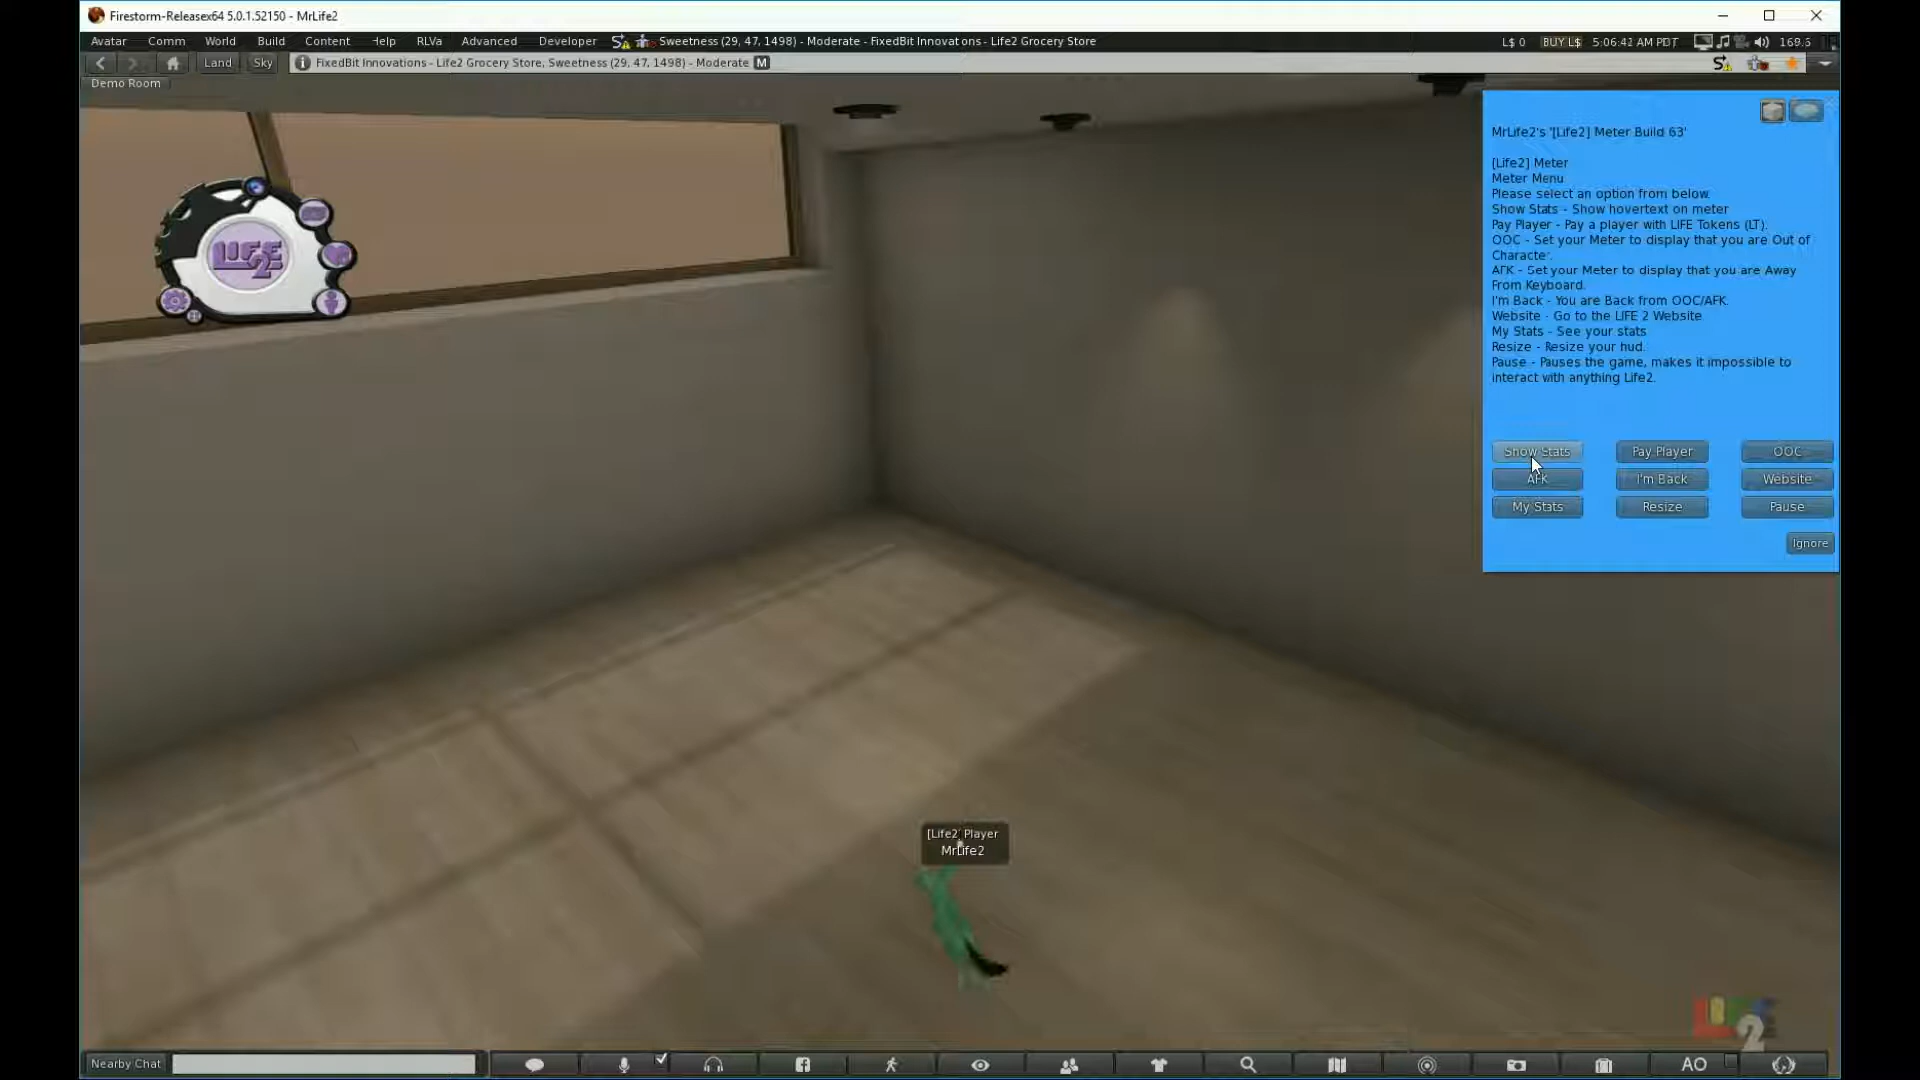 Firestorm-Releasex64 5.0.1.52150 - MrLife2
Avatar Comm World Build Content Help RLVa Advanced Developer Sweetness (29, 47, 1498) - Moderate - FixedBit Innovations - Life2 Grocery Store L$ 0 BUY L$ 5:06:42 AM PDT 169.6
Land Sky FixedBit Innovations - Life2 Grocery Store, Sweetness (29, 47, 1498) - Moderate M
Demo Room
MrLife2's '[Life2] Meter Build 63'
[Life2] Meter
Meter Menu
Please select an option from below.
Show Stats - Show hovertext on meter
Pay Player - Pay a player with LIFE Tokens (LT).
OOC - Set your Meter to display that you are Out of
Character.
AFK - Set your Meter to display that you are Away
From Keyboard.
I'm Back - You are Back from OOC/AFK.
Website - Go to the LIFE 2 Website
My Stats - See your stats
Resize - Resize your hud.
Pause - Pauses the game, makes it impossible to
interact with anything Life2.
Show Stats Pay Player OOC
AFK I'm Back Website
My Stats Resize Pause
Ignore
LIFE
2
[Life2] Player
MrLife2
LIFE
2
Nearby Chat AO